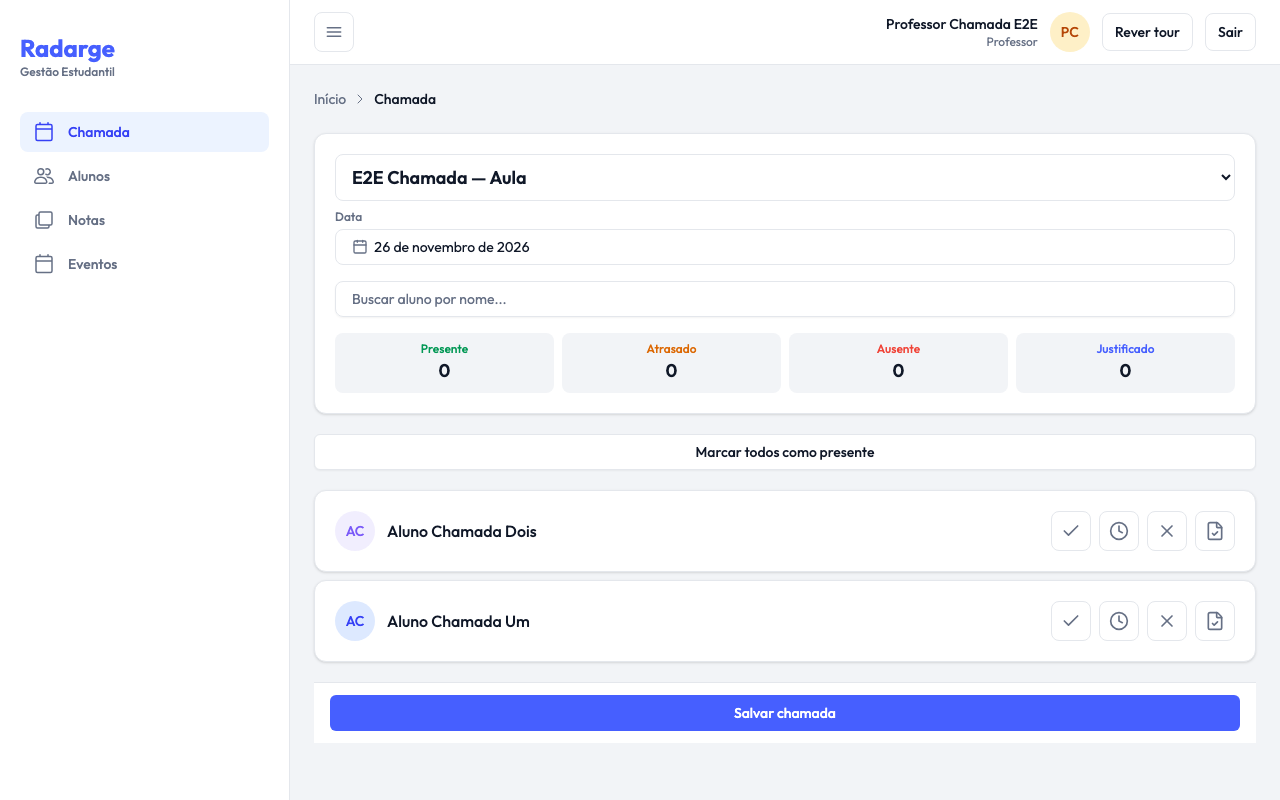 Radarge
Gestão Estudantil
Chamada
Alunos
Notas
Eventos
Professor Chamada E2E
Professor
PC
Rever tour
Sair
Início
Chamada
E2E Chamada — Aula
Data
26 de novembro de 2026
Buscar aluno por nome...
Presente
0
Atrasado
0
Ausente
0
Justificado
0
Marcar todos como presente
AC
Aluno Chamada Dois
AC
Aluno Chamada Um
Salvar chamada